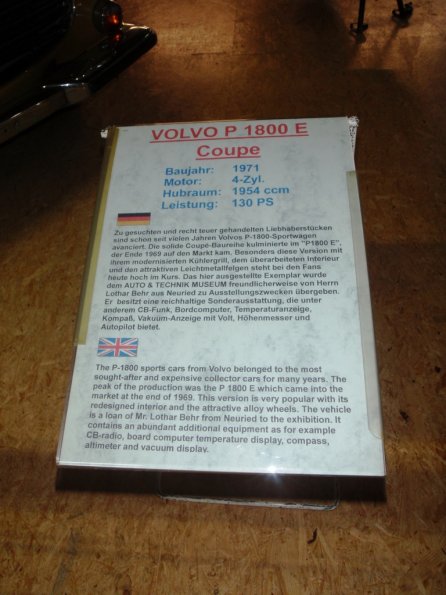 VOLVO P 1800 E
Coupe
Baujahr: 1971
Motor: 4-Zyl.
Hubraum: 1954 ccm
Leistung: 130 PS
Zu gesuchten und recht teuer gehandelten Liebhaberstücken
sind schon seit vielen Jahren Volvos P-1800-Sportwagen
avanciert. Die solide Coupé-Baureihe kulminierte im "P1800 E",
der Ende 1969 auf den Markt kam. Besonders diese Version mit
ihrem modernisierten Kühlergrill, dem überarbeiteten Interieur
und den attraktiven Leichtmetallfelgen steht bei den Fans
heute hoch im Kurs. Das hier ausgestellte Exemplar wurde
dem AUTO & TECHNIK MUSEUM freundlicherweise von Herrn
Lothar Behr aus Neuried zu Ausstellungszwecken übergeben.
Er besitzt eine reichhaltige Sonderausstattung, die unter
anderem CB-Funk, Bordcomputer, Temperaturanzeige,
Kompaß, Vakuum-Anzeige mit Volt, Höhenmesser und
Autopilot bietet.
The P-1800 sports cars from Volvo belonged to the most
sought-after and expensive collector cars for many years. The
peak of the production was the P 1800 E which came into the
market at the end of 1969. This version is very popular with its
redesigned interior and the attractive alloy wheels. The vehicle
is a loan of Mr. Lothar Behr from Neuried to the exhibition. It
contains an abundant additional equipment as for example
CB-radio, board computer temperature display, compass,
altimeter and vacuum display.